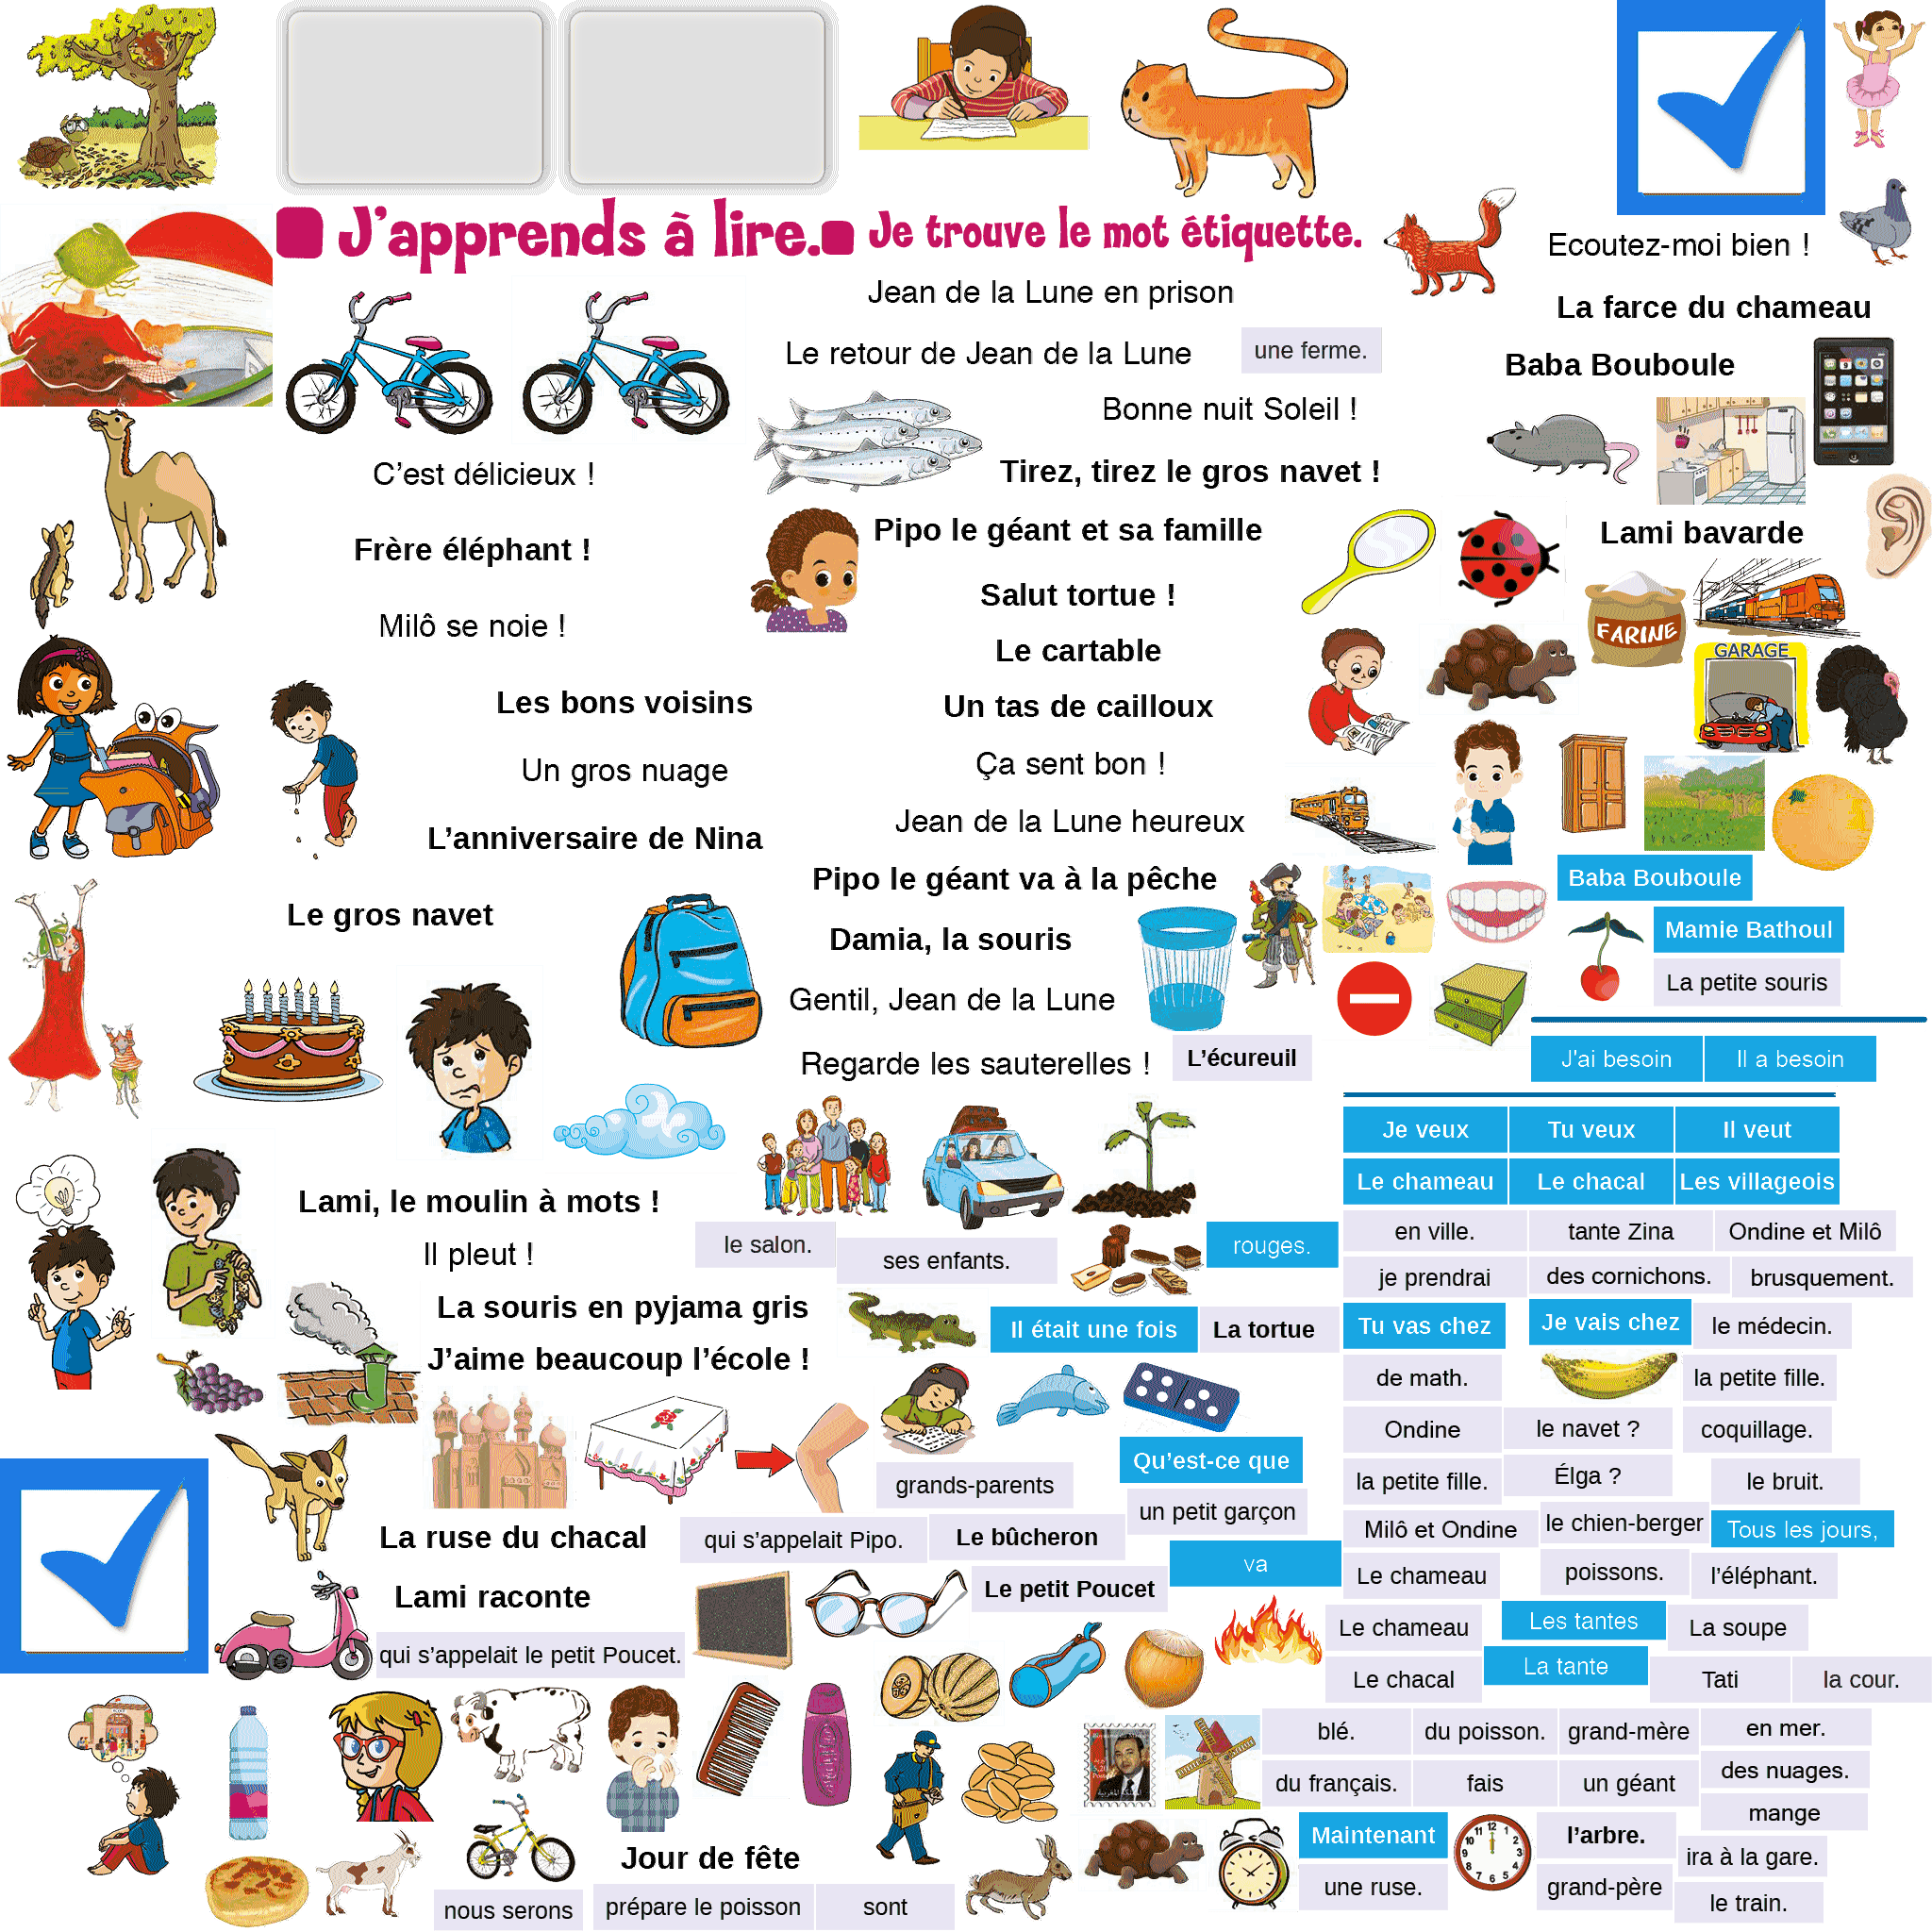 J'apprends à lire.
Je trouve le mot étiquette.
Ecoutez-moi bien !
Jean de la Lune en prison
La farce du chameau
Le retour de Jean de la Lune
une ferme.
Baba Bouboule
Bonne nuit Soleil !
C'est délicieux !
Tirez, tirez le gros navet !
Frère éléphant !
Pipo le géant et sa famille
Lami bavarde
Salut tortue !
FARINE
Milô se noie !
Le cartable
GARAGE
Les bons voisins
Un tas de cailloux
Un gros nuage
Ça sent bon !
L'anniversaire de Nina
Jean de la Lune heureux
Pipo le géant va à la pêche
Baba Bouboule
Le gros navet
Damia, la souris
Mamie Bathoul
La petite souris
Gentil, Jean de la Lune
Regarde les sauterelles !
L'écureuil
J'ai besoin
Il a besoin
Je veux
Tu veux
Il veut
Le chameau
Le chacal
Les villageois
Lami, le moulin à mots !
Il pleut !
le salon.
ses enfants.
rouges.
en ville.
tante Zina
Ondine et Milô
je prendrai
des cornichons.
brusquement.
La souris en pyjama gris
Il était une fois
La tortue
Tu vas chez
Je vais chez
le médecin.
J'aime beaucoup l'école !
de math.
la petite fille.
Ondine
le navet ?
coquillage.
Qu'est-ce que
grands-parents
la petite fille.
Élga ?
le bruit.
un petit garçon
La ruse du chacal
qui s'appelait Pipo.
Le bûcheron
Milô et Ondine
le chien-berger
Tous les jours,
va
Le chameau
poissons.
l'éléphant.
Lami raconte
Le petit Poucet
Le chameau
Les tantes
La soupe
qui s'appelait le petit Poucet.
Le chacal
La tante
Tati
la cour.
blé.
du poisson.
grand-mère
en mer.
du français.
fais
un géant
des nuages.
mange
Maintenant
l'arbre.
Jour de fête
ira à la gare.
une ruse.
grand-père
nous serons
prépare le poisson
sont
le train.